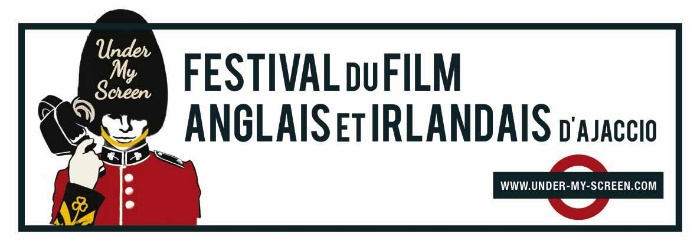 Under
My
Screen
FESTIVAL DU FILM
ANGLAIS ET IRLANDAIS D'AJACCIO
WWW.UNDER-MY-SCREEN.COM